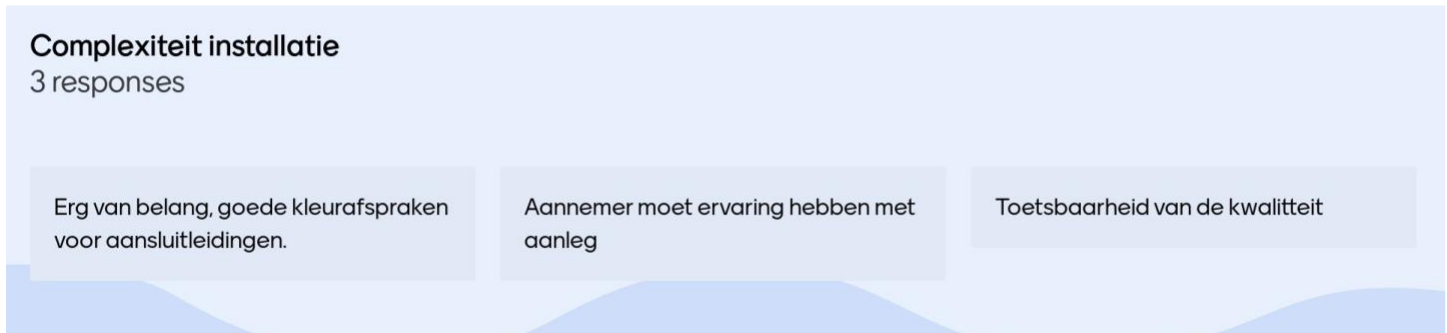 Complexiteit installatie
3 responses
Erg van belang, goede kleurafspraken
voor aansluitleidingen.
Aannemer moet ervaring hebben met
aanleg
Toetsbaarheid van de kwalitteit